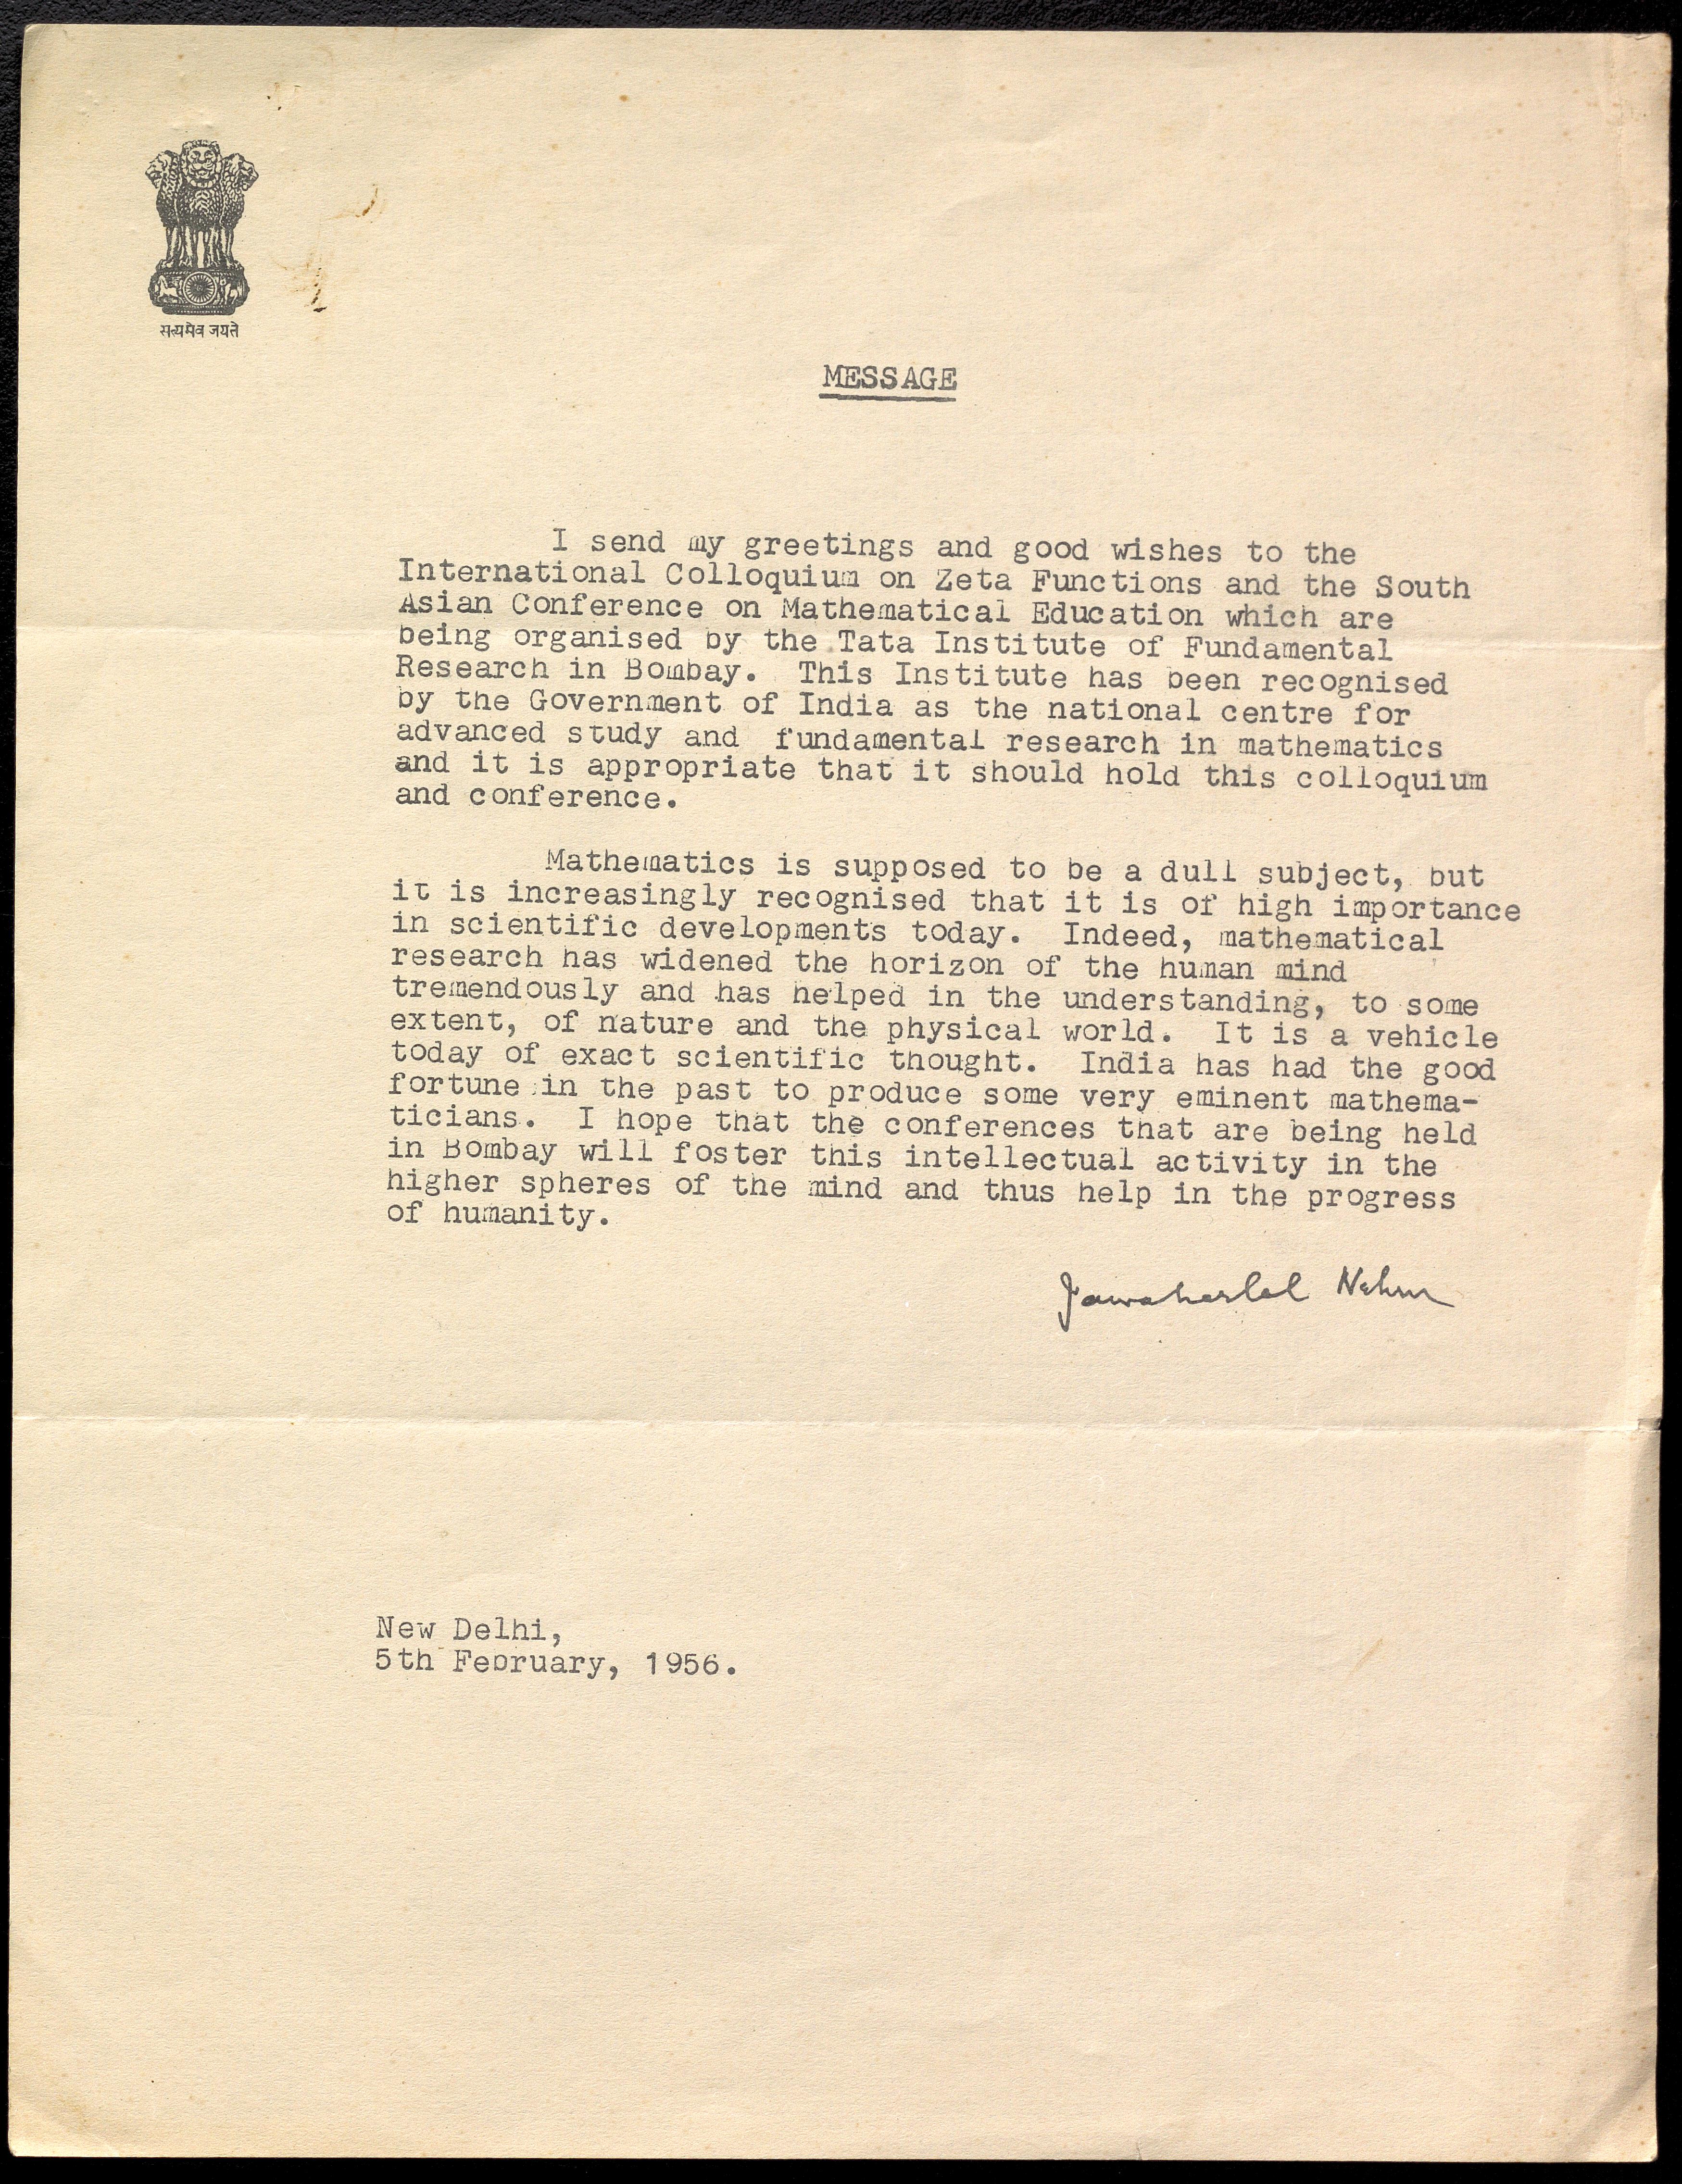 सत्यमेव जयते
MESSAGE
I send my greetings and good wishes to the
International Colloquium on Zeta Functions and the South
Asian Conference on Mathematical Education which are
being organised by the Tata Institute of Fundamental
Research in Bombay. This Institute has been recognised
by the Government of India as the national centre for
advanced study and fundamental research in mathematics
and it is appropriate that it should hold this colloquium
and conference.
Mathematics is supposed to be a dull subject, but
it is increasingly recognised that it is of high importance
in scientific developments today. Indeed, mathematical
research has widened the horizon of the human mind
tremendously and has helped in the understanding, to some
extent, of nature and the physical world. It is a vehicle
today of exact scientific thought. India has had the good
fortune in the past to produce some very eminent mathema-
ticians. I hope that the conferences that are being held
in Bombay will foster this intellectual activity in the
higher spheres of the mind and thus help in the progress
of humanity.
Jawaharlal Nehru
New Delhi,
5th February, 1956.